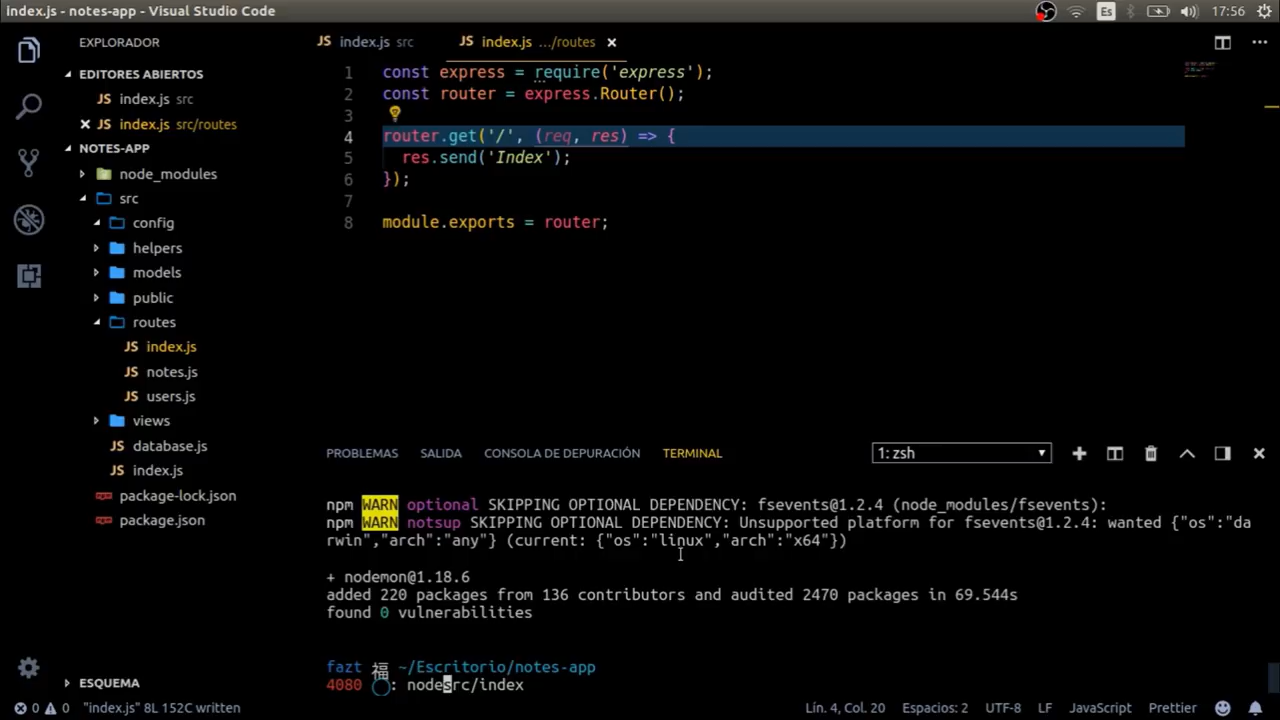 index.js - notes-app - Visual Studio Code
Es
17:56
EXPLORADOR
EDITORES ABIERTOS
JS index.js src
JS index.js src/routes
NOTES-APP
node_modules
src
config
helpers
models
public
routes
JS index.js
JS notes.js
JS users.js
views
JS database.js
JS index.js
package-lock.json
package.json
ESQUEMA
JS index.js src
JS index.js .../routes
1 const express = require('express');
2 const router = express.Router();
3
4 router.get('/', (req, res) => {
5 res.send('Index');
6 });
7
8 module.exports = router;
PROBLEMAS SALIDA CONSOLA DE DEPURACIÓN TERMINAL
1: zsh
npm WARN optional SKIPPING OPTIONAL DEPENDENCY: fsevents@1.2.4 (node_modules/fsevents):
npm WARN notsup SKIPPING OPTIONAL DEPENDENCY: Unsupported platform for fsevents@1.2.4: wanted {"os":"da
rwin","arch":"any"} (current: {"os":"linux","arch":"x64"})
+ nodemon@1.18.6
added 220 packages from 136 contributors and audited 2470 packages in 69.544s
found 0 vulnerabilities
fazt 福 ~/Escritorio/notes-app
4080 ◯: nodesrc/index
0 0 "index.js" 8L 152C written
Lín. 4, Col. 20 Espacios: 2 UTF-8 LF JavaScript Prettier